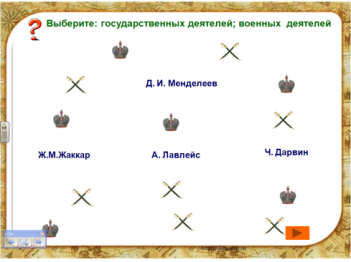 Выберите: государственных деятелей; военных деятелей
Д. И. Менделеев
Ж.М.Жаккар
А. Лавлейс
Ч. Дарвин